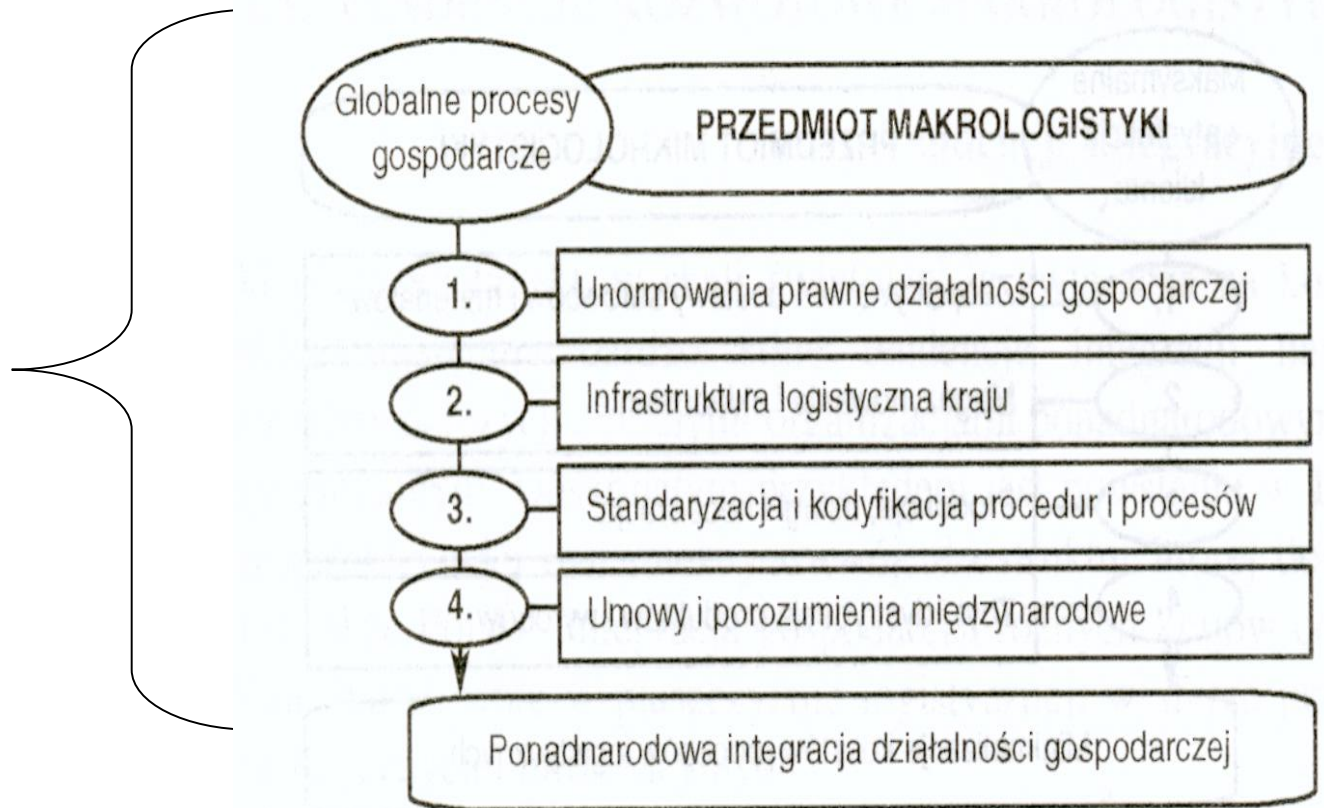 Globalne procesy
gospodarcze
PRZEDMIOT MAKROLOGISTYKI
1.
Unormowania prawne działalności gospodarczej
2.
Infrastruktura logistyczna kraju
3.
Standaryzacja i kodyfikacja procedur i procesów
4.
Umowy i porozumienia międzynarodowe
Ponadnarodowa integracja działalności gospodarczej